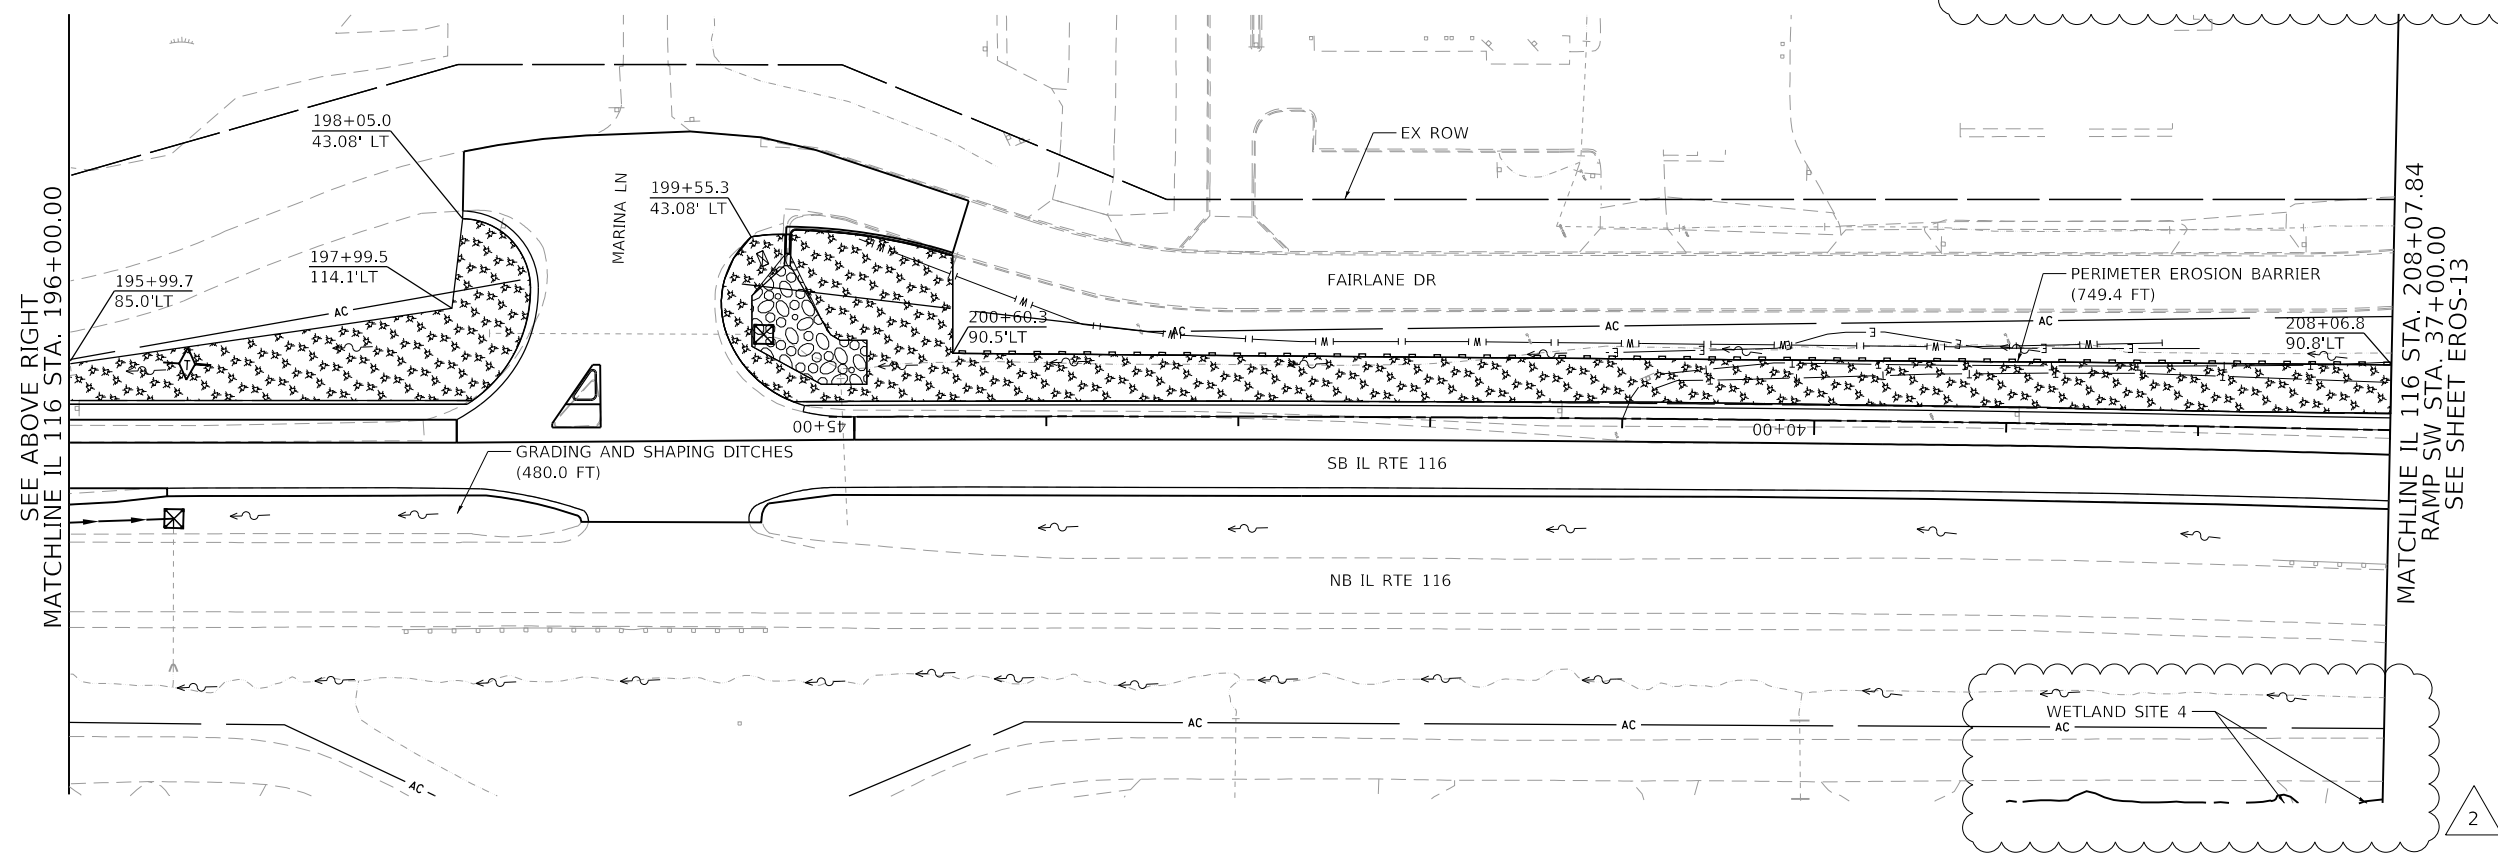 SEE ABOVE RIGHT
MATCHLINE IL 116 STA. 196+00.00
198+05.0
43.08' LT
197+99.5
114.1'LT
195+99.7
85.0'LT
AC
MARINA LN
199+55.3
43.08' LT
EX ROW
FAIRLANE DR
PERIMETER EROSION BARRIER
(749.4 FT)
200+60.3
90.5'LT
208+06.8
90.8'LT
W
W
W
AC
AC
AC
W
W
W
W
W
W
E
E
E
E
E
E
T
T
T
T
T
T
T
45+00
40+00
GRADING AND SHAPING DITCHES
(480.0 FT)
SB IL RTE 116
NB IL RTE 116
WETLAND SITE 4
AC
AC
AC
AC
2
MATCHLINE IL 116 STA. 208+07.84
RAMP SW STA. 37+00.00
SEE SHEET EROS-13